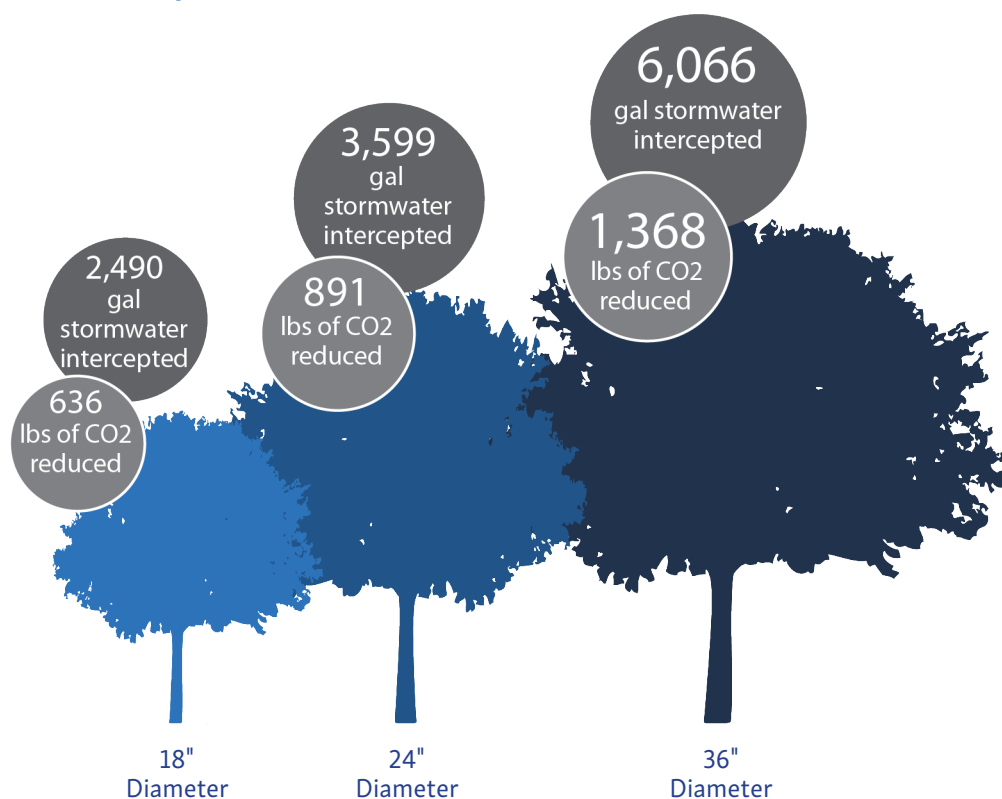 2,490
gal
stormwater
intercepted
636
lbs of CO2
reduced
3,599
gal
stormwater
intercepted
891
lbs of CO2
reduced
6,066
gal stormwater
intercepted
1,368
lbs of CO2
reduced
18"
Diameter
24"
Diameter
36"
Diameter